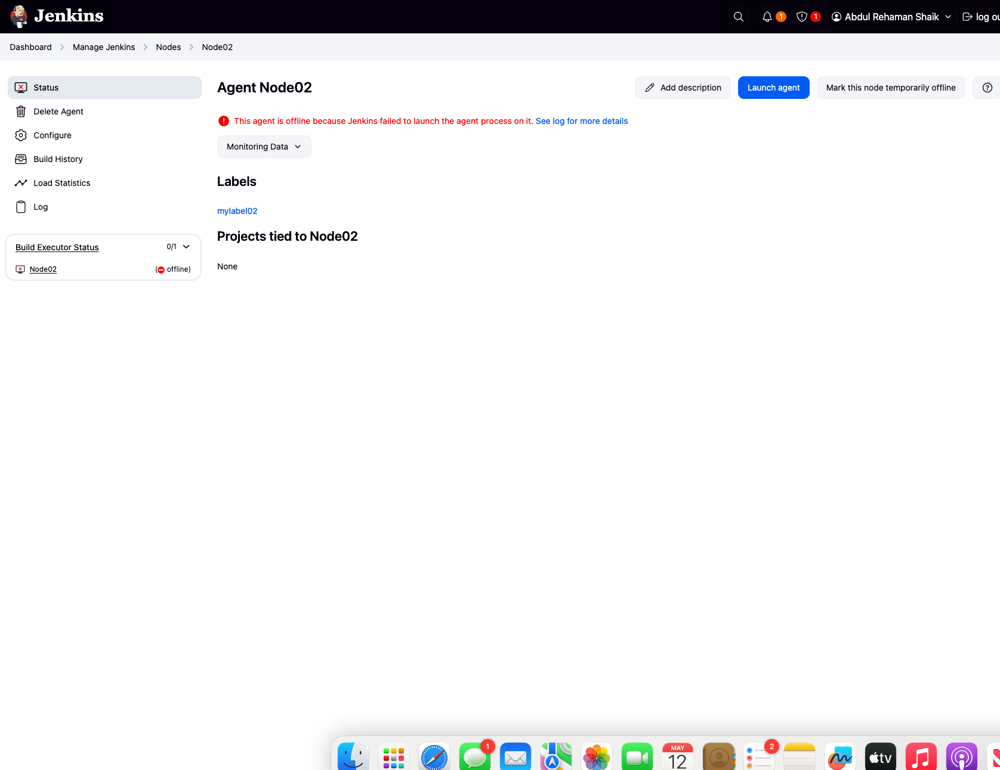 Jenkins
1
1
Abdul Rehaman Shaik
log ou
Dashboard
Manage Jenkins
Nodes
Node02
Status
Delete Agent
Configure
Build History
Load Statistics
Log
Build Executor Status
0/1
Node02
(offline)
Agent Node02
Add description
Launch agent
Mark this node temporarily offline
This agent is offline because Jenkins failed to launch the agent process on it. See log for more details
Monitoring Data
Labels
mylabel02
Projects tied to Node02
None
1
MAY
12
2
tv